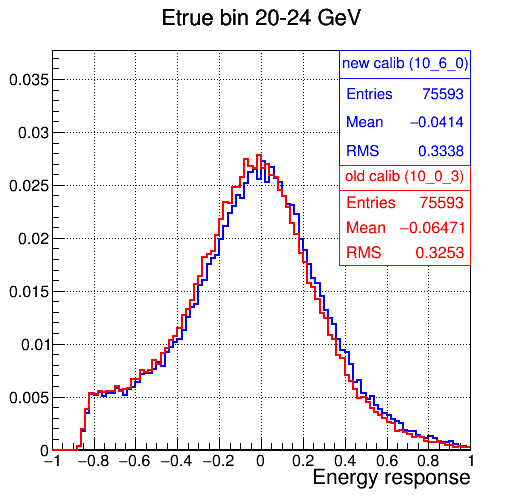 Etrue bin 20-24 GeV
new calib (10_6_0)
Entries 75593
Mean −0.0414
RMS 0.3338
old calib (10_0_3)
Entries 75593
Mean −0.06471
RMS 0.3253
0.035
0.03
0.025
0.02
0.015
0.01
0.005
0
−1 −0.8 −0.6 −0.4 −0.2 0 0.2 0.4 0.6 0.8 1
Energy response